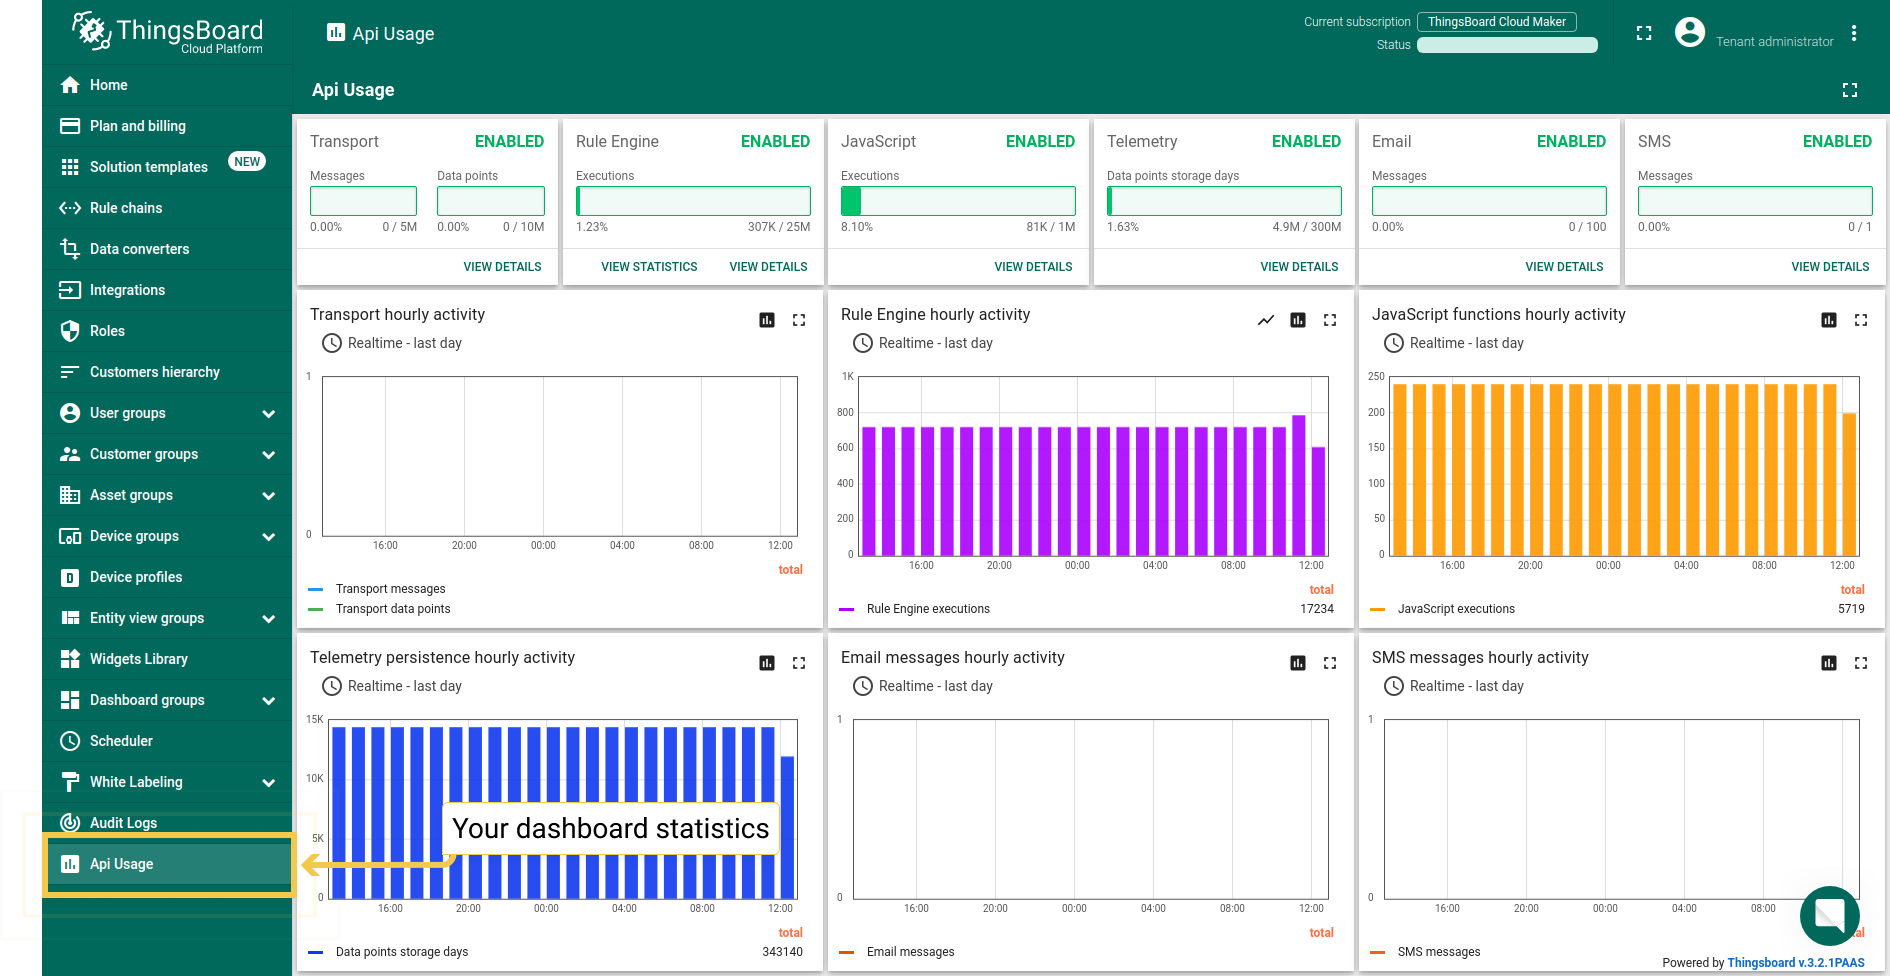 ThingsBoard
Cloud Platform
Api Usage
Current subscription ThingsBoard Cloud Maker
Status
Tenant administrator
Home
Plan and billing
Solution templates NEW
Rule chains
Data converters
Integrations
Roles
Customers hierarchy
User groups
Customer groups
Asset groups
Device groups
Device profiles
Entity view groups
Widgets Library
Dashboard groups
Scheduler
White Labeling
Audit Logs
Api Usage
Api Usage
Transport ENABLED
Messages Data points
0.00% 0 / 5M 0.00% 0 / 10M
VIEW DETAILS
Rule Engine ENABLED
Executions
1.23% 307K / 25M
VIEW STATISTICS VIEW DETAILS
JavaScript ENABLED
Executions
8.10% 81K / 1M
VIEW DETAILS
Telemetry ENABLED
Data points storage days
1.63% 4.9M / 300M
VIEW DETAILS
Email ENABLED
Messages
0.00% 0 / 100
VIEW DETAILS
SMS ENABLED
Messages
0.00% 0 / 1
VIEW DETAILS
Transport hourly activity
Realtime - last day
1
0
16:00 20:00 00:00 04:00 08:00 12:00
total
Transport messages
Transport data points
Rule Engine hourly activity
Realtime - last day
1K
800
600
400
200
0
16:00 20:00 00:00 04:00 08:00 12:00
total
Rule Engine executions 17234
JavaScript functions hourly activity
Realtime - last day
250
200
150
100
50
0
16:00 20:00 00:00 04:00 08:00 12:00
total
JavaScript executions 5719
Telemetry persistence hourly activity
Realtime - last day
15K
10K
5K
0
Your dashboard statistics
16:00 20:00 00:00 04:00 08:00 12:00
total
Data points storage days 343140
Email messages hourly activity
Realtime - last day
1
0
16:00 20:00 00:00 04:00 08:00 12:00
total
Email messages
SMS messages hourly activity
Realtime - last day
1
0
16:00 20:00 00:00 04:00 08:00
SMS messages
Powered by Thingsboard v.3.2.1PAAS